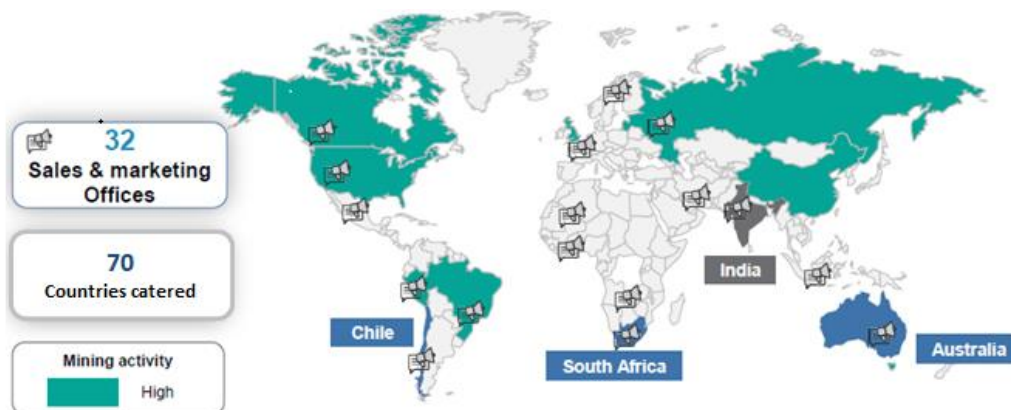 32
Sales & marketing
Offices
70
Countries catered
Mining activity
High
Chile
South Africa
India
Australia